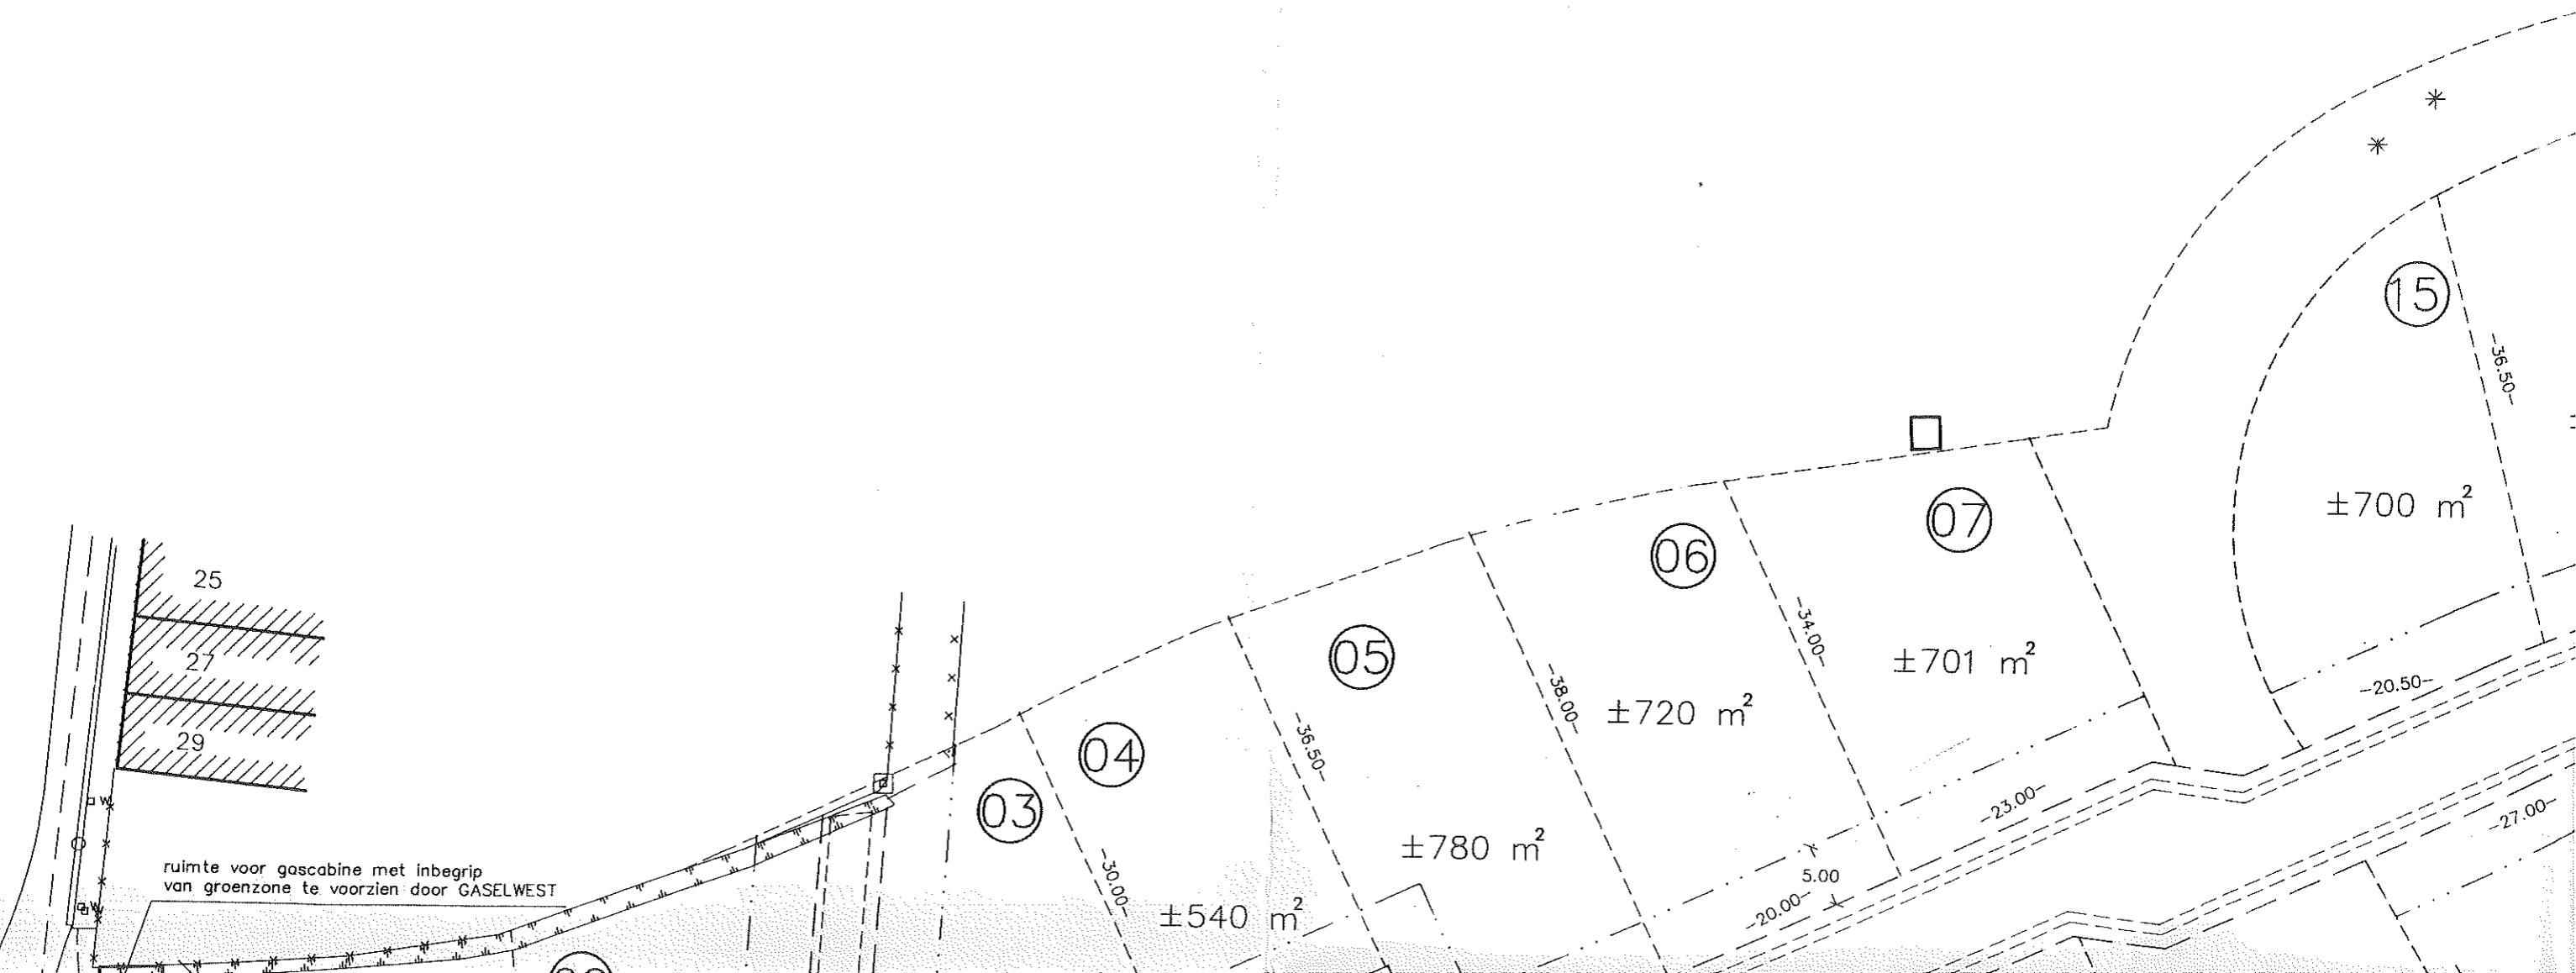 15
-36.50-
±700 m²
07
06
25
±701 m²
-34.00-
05
27
-20.50-
-38.00-
±720 m²
29
04
-36.50-
03
W
-23.00-
-27.00-
±780 m²
ruimte voor gascabine met inbegrip
van groenzone te voorzien door GASELWEST
-30.00-
5.00
W
±540 m²
-20.00-